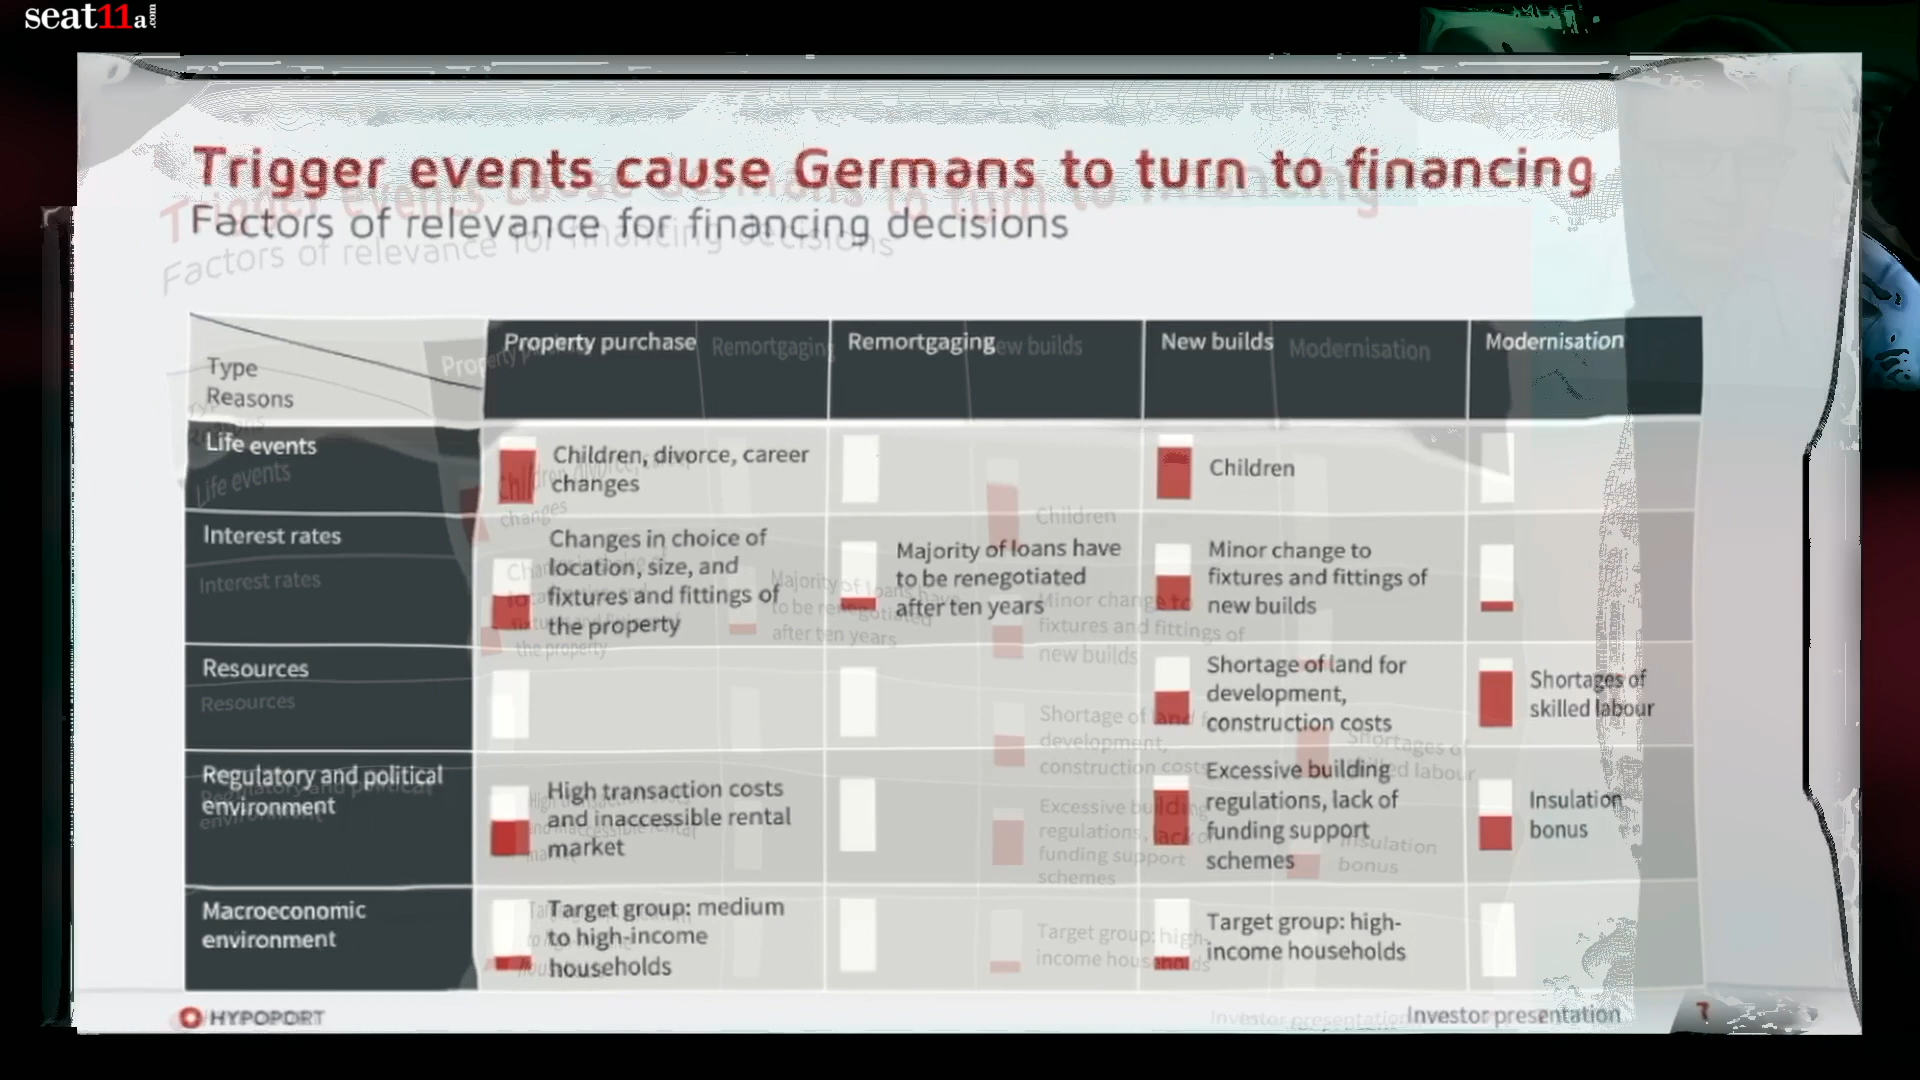 seat11a.com
Trigger events cause Germans to turn to financing
Factors of relevance for financing decisions
Type
Reasons
Property purchase
Remortgaging
New builds
Modernisation
Life events
Children, divorce, career
changes
Children
Interest rates
Changes in choice of
location, size, and
fixtures and fittings of
the property
Majority of loans have
to be renegotiated
after ten years
Minor change to
fixtures and fittings of
new builds
Resources
Shortage of land for
development,
construction costs
Shortages of
skilled labour
Regulatory and political
environment
High transaction costs
and inaccessible rental
market
Excessive building
regulations, lack of
funding support
schemes
Insulation
bonus
Macroeconomic
environment
Target group: medium
to high-income
households
Target group: high-
income households
HYPOPORT
Investor presentation
7